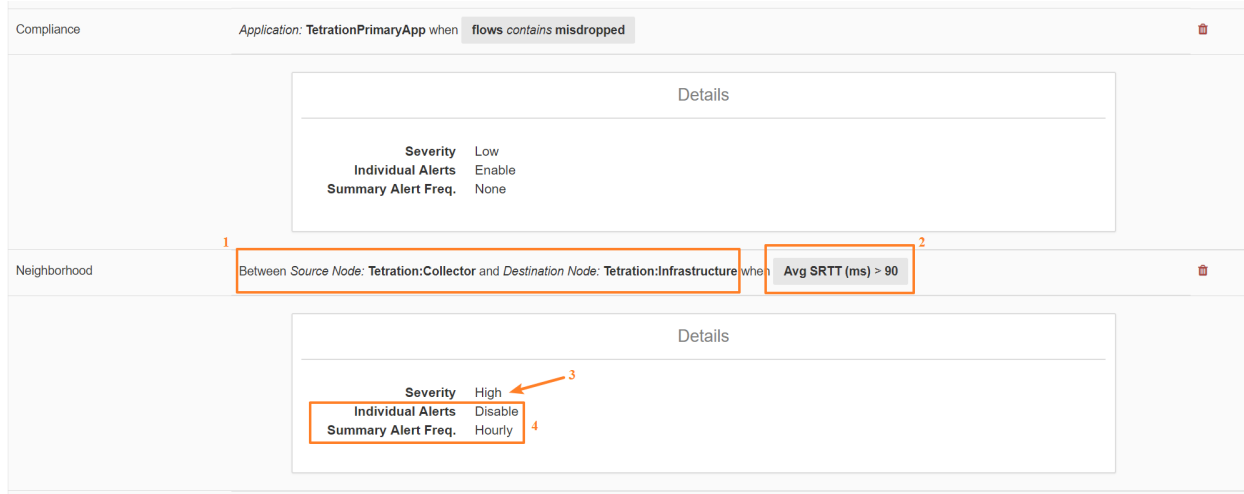 Compliance Application: TetrationPrimaryApp when flows contains misdropped
Details
Severity Low
Individual Alerts Enable
Summary Alert Freq. None
1 2
Neighborhood Between Source Node: Tetration:Collector and Destination Node: Tetration:Infrastructure when Avg SRTT (ms) > 90
Details
3
Severity High
Individual Alerts Disable
Summary Alert Freq. Hourly 4